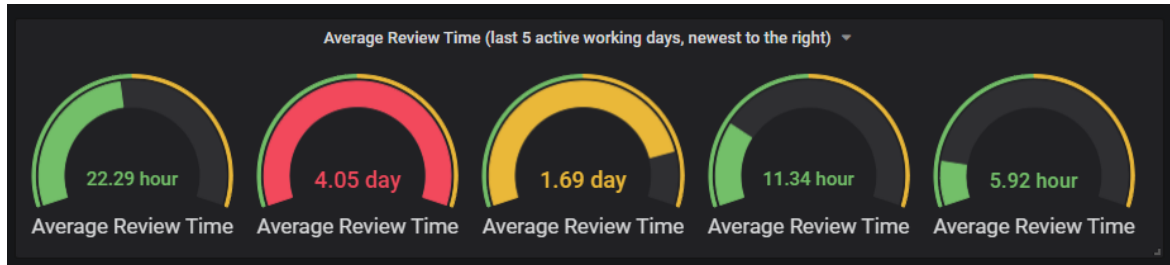 Average Review Time (last 5 active working days, newest to the right)
22.29 hour
4.05 day
1.69 day
11.34 hour
5.92 hour
Average Review Time
Average Review Time
Average Review Time
Average Review Time
Average Review Time